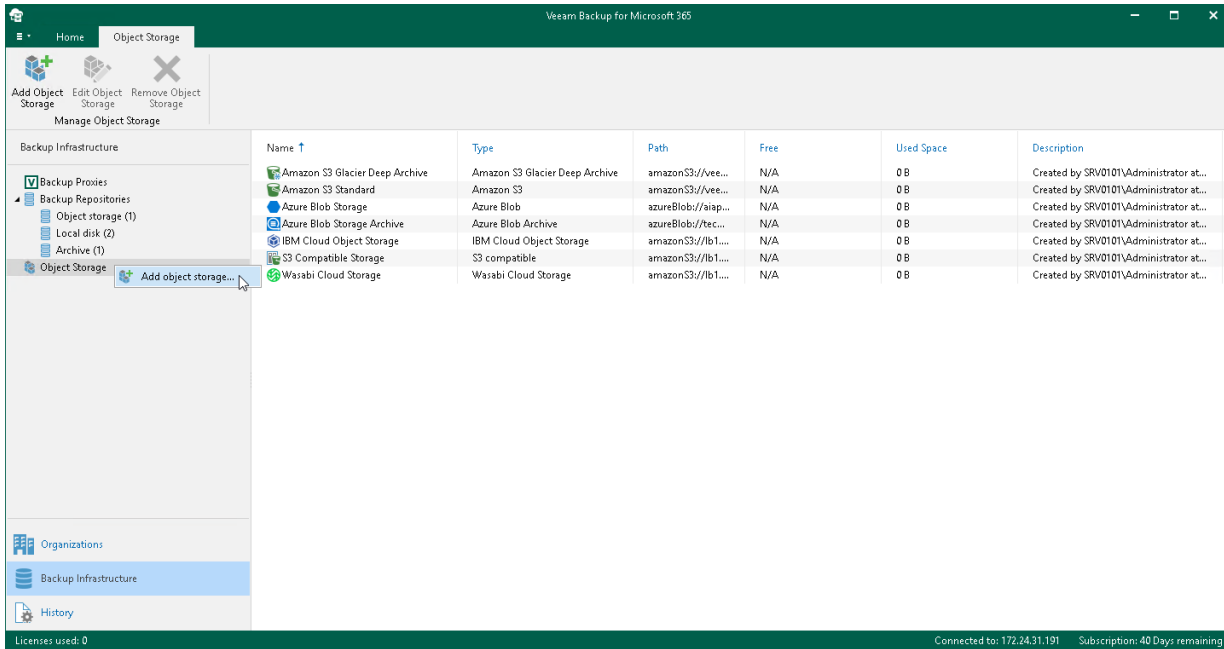 Veeam Backup for Microsoft 365
Home Object Storage
Add Object Storage
Edit Object Storage
Remove Object Storage
Manage Object Storage
Backup Infrastructure
Backup Proxies
Backup Repositories
Object storage (1)
Local disk (2)
Archive (1)
Object Storage
Add object storage...
Name Type Path Free Used Space Description
Amazon S3 Glacier Deep Archive Amazon S3 Glacier Deep Archive amazonS3://vee... N/A 0 B Created by SRV0101\Administrator at...
Amazon S3 Standard Amazon S3 amazonS3://vee... N/A 0 B Created by SRV0101\Administrator at...
Azure Blob Storage Azure Blob azureBlob://aiap... N/A 0 B Created by SRV0101\Administrator at...
Azure Blob Storage Archive Azure Blob Archive azureBlob://tec... N/A 0 B Created by SRV0101\Administrator at...
IBM Cloud Object Storage IBM Cloud Object Storage amazonS3://lb1.... N/A 0 B Created by SRV0101\Administrator at...
S3 Compatible Storage S3 compatible amazonS3://lb1.... N/A 0 B Created by SRV0101\Administrator at...
Wasabi Cloud Storage Wasabi Cloud Storage amazonS3://lb1.... N/A 0 B Created by SRV0101\Administrator at...
Organizations
Backup Infrastructure
History
Licenses used: 0
Connected to: 172.24.31.191 Subscription: 40 Days remaining